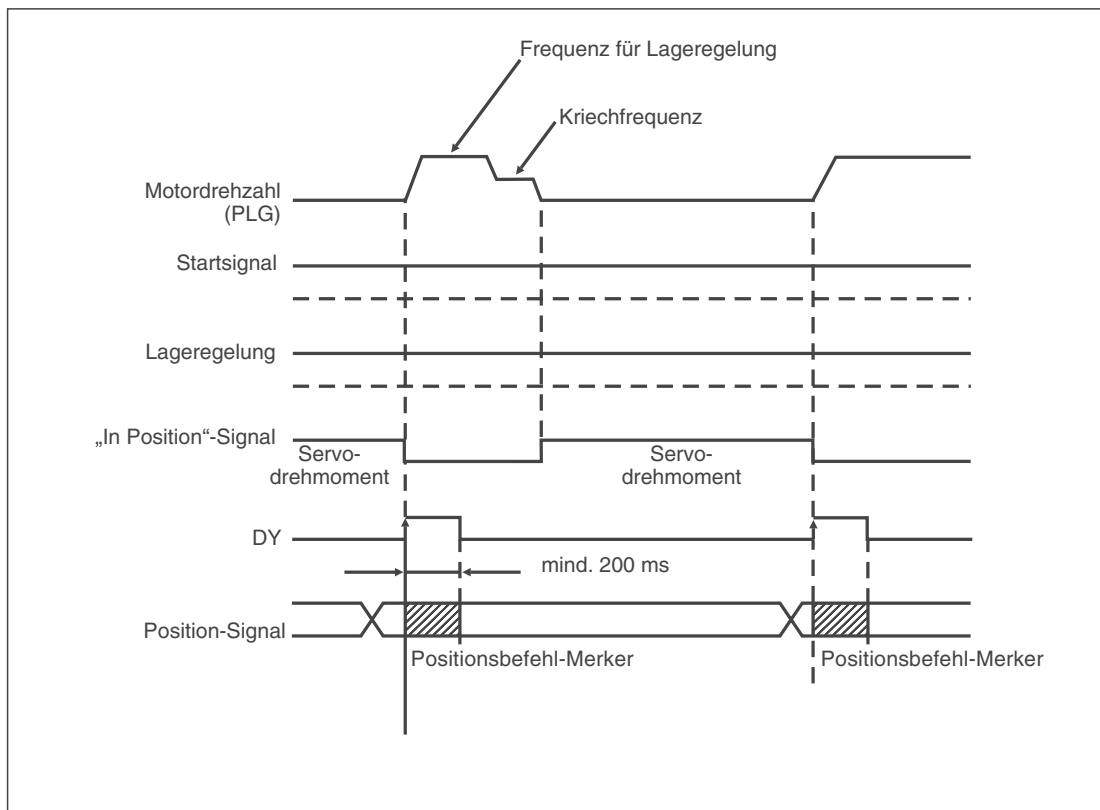 Frequenz für Lageregelung
Kriechfrequenz
Motordrehzahl
(PLG)
Startsignal
Lageregelung
„In Position“-Signal
Servo-
drehmoment
Servo-
drehmoment
DY
mind. 200 ms
Position-Signal
Positionsbefehl-Merker
Positionsbefehl-Merker